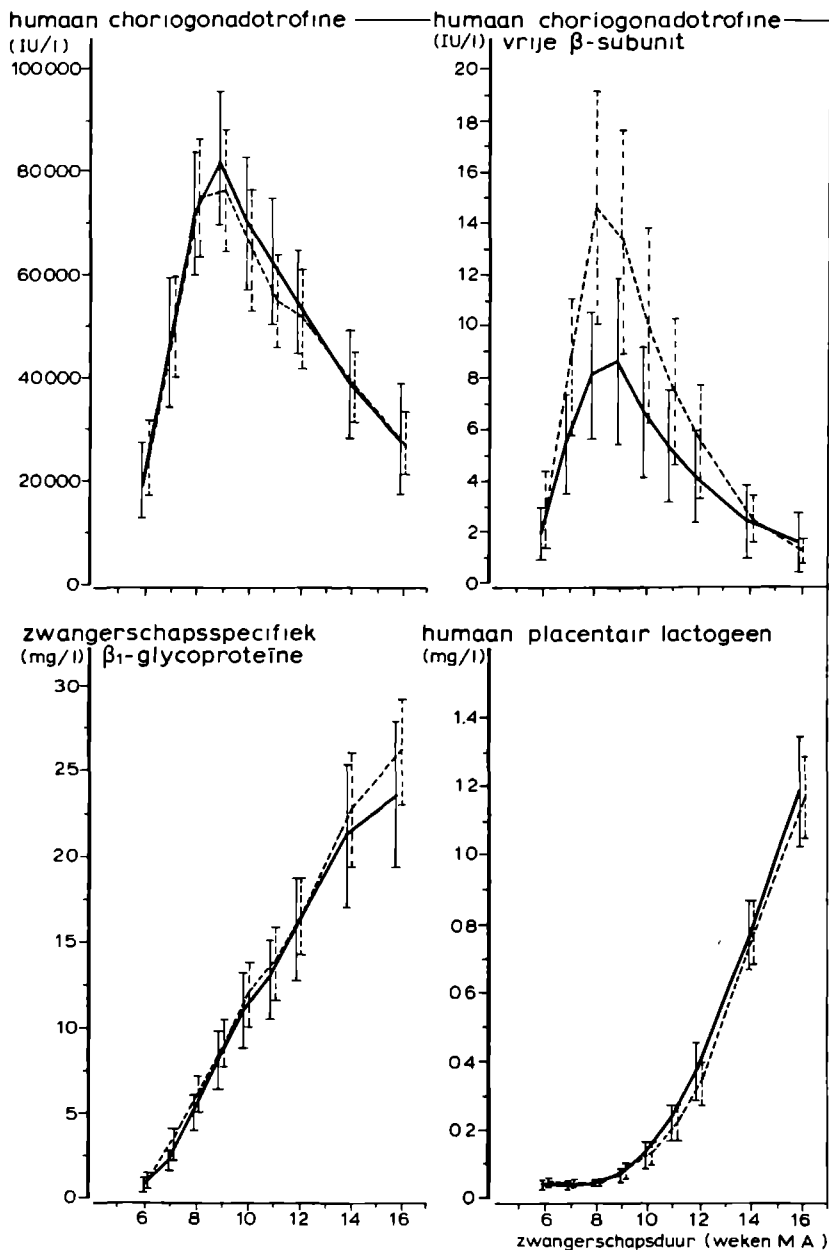 humaan choriogonadotrofine
(IU/l)
100000
80000
60000
40000
20000
0
humaan choriogonadotrofine
(IU/l) vrije β-subunit
20
18
16
14
12
10
8
6
4
2
0
zwangerschapsspecifiek
(mg/l) β₁-glycoproteïne
30
25
20
15
10
5
0
6 8 10 12 14 16
humaan placentair lactogeen
(mg/l)
1.4
1.2
1.0
0.8
0.6
0.4
0.2
0
6 8 10 12 14 16
zwangerschapsduur (weken M A)